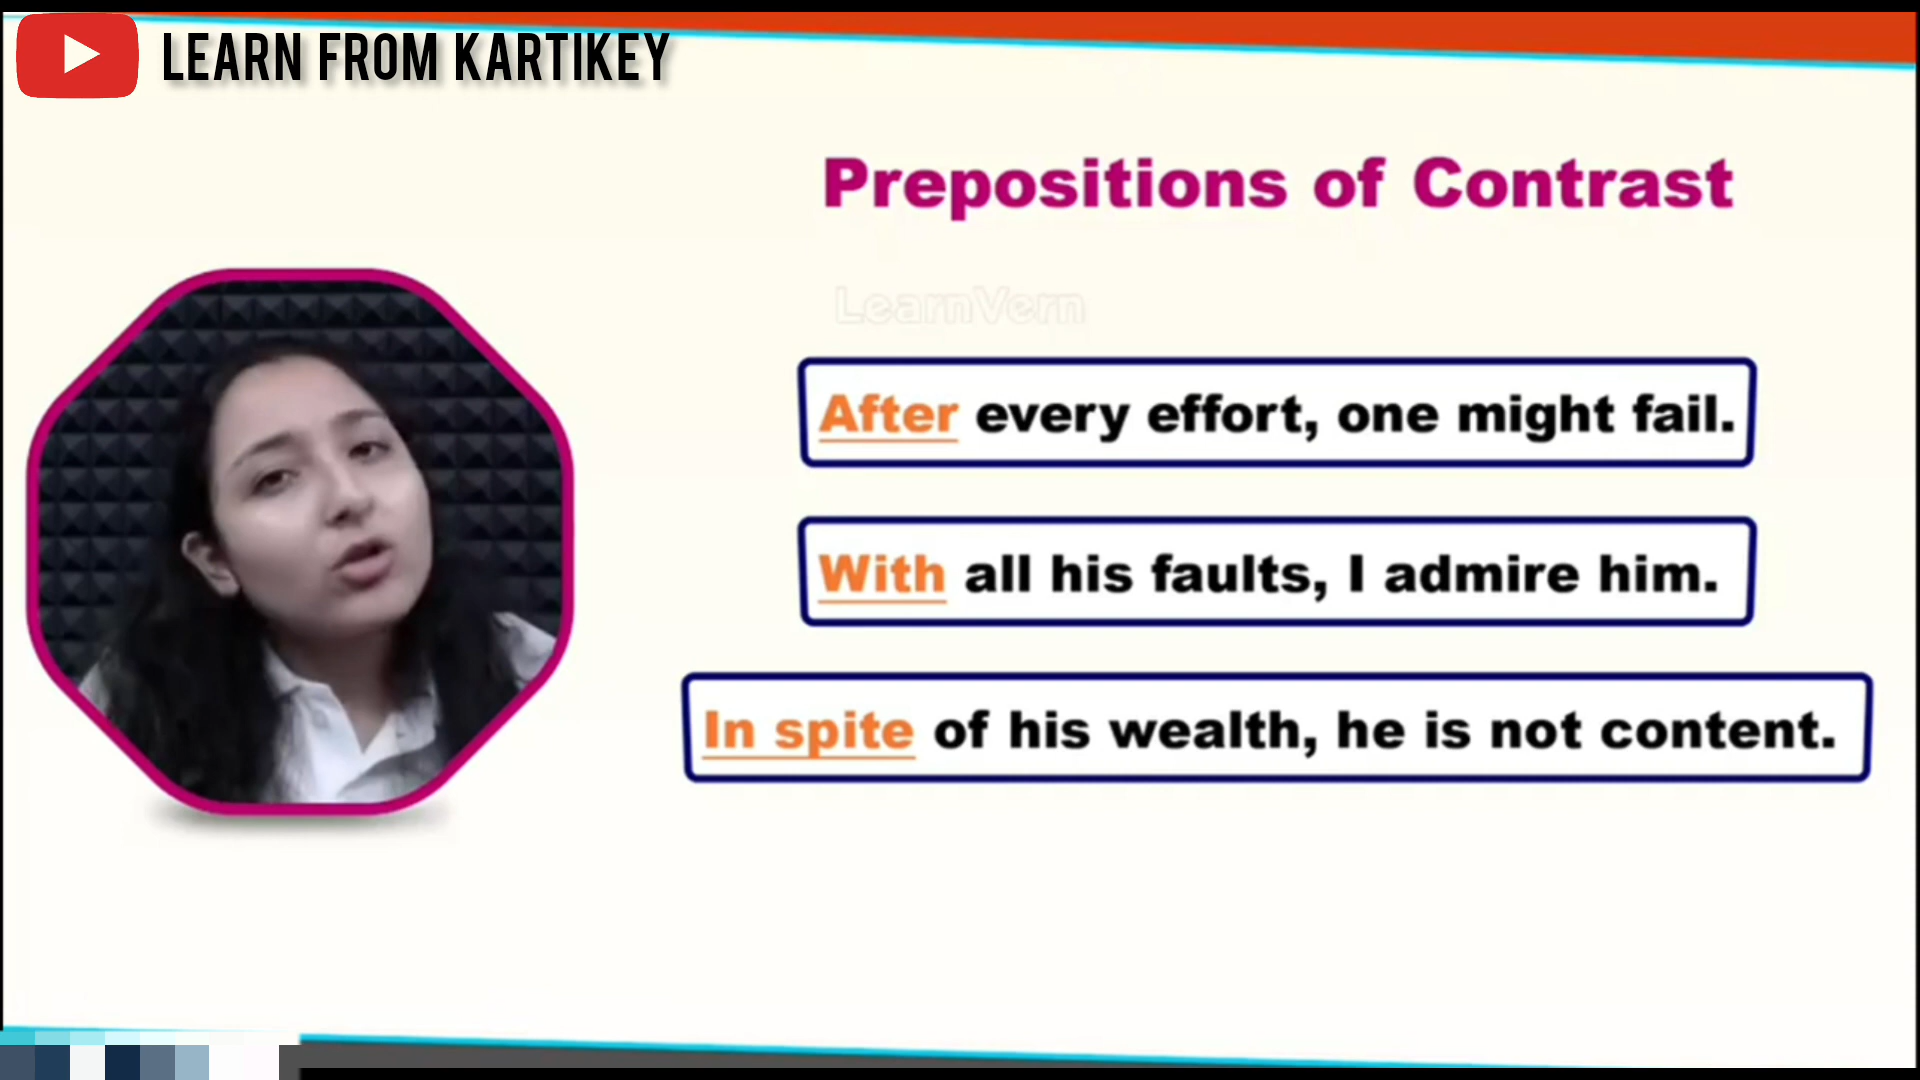 LEARN FROM KARTIKEY
Prepositions of Contrast
LearnVern
After every effort, one might fail.
With all his faults, I admire him.
In spite of his wealth, he is not content.